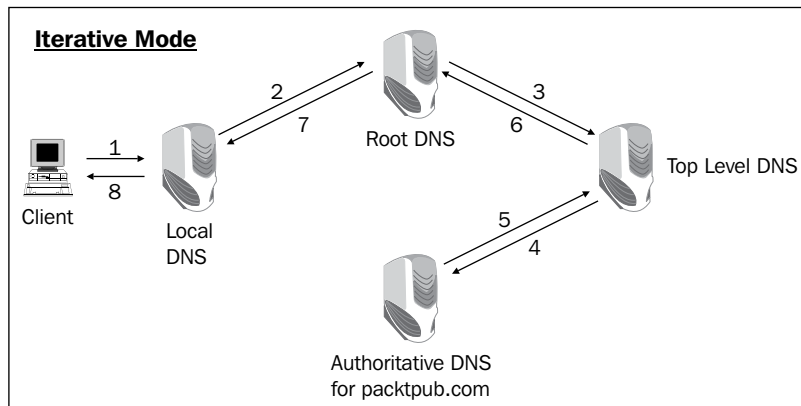 Iterative Mode
2
7
3
6
Root DNS
1
8
Top Level DNS
Client
Local
DNS
5
4
Authoritative DNS
for packtpub.com